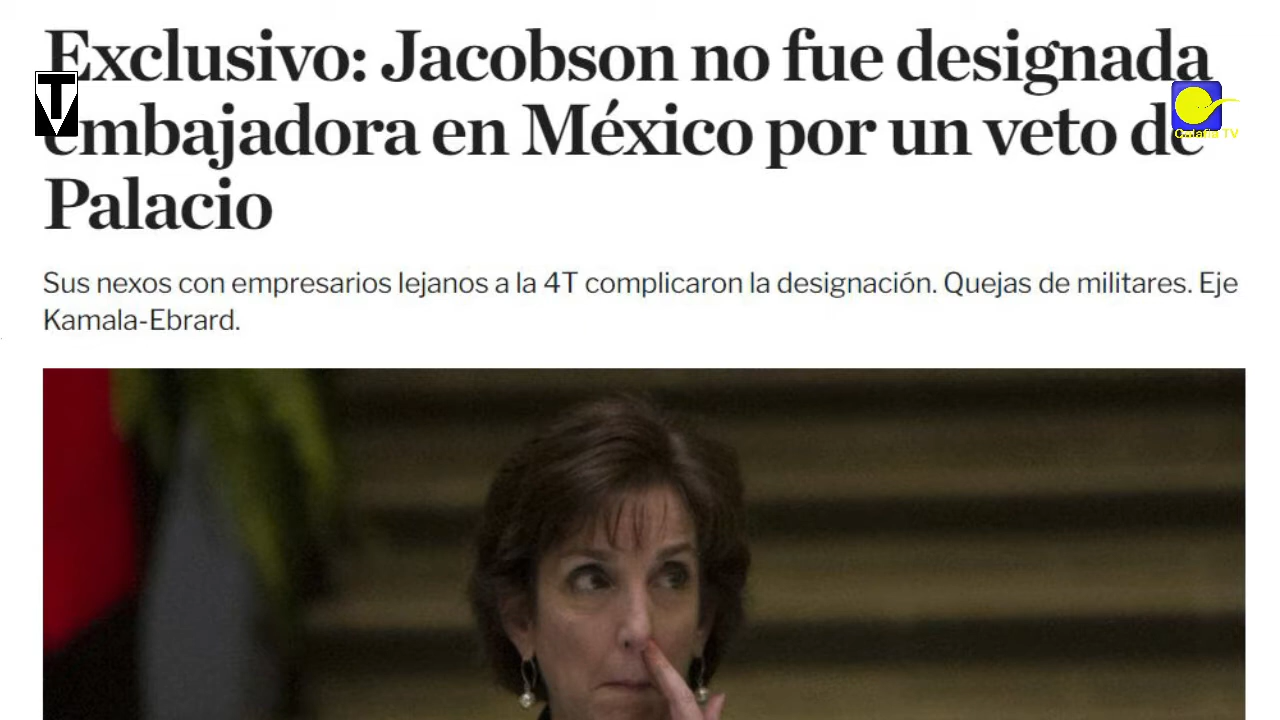 Exclusivo: Jacobson no fue designada
embajadora en México por un veto de
Palacio
Sus nexos con empresarios lejanos a la 4T complicaron la designación. Quejas de militares. Eje
Kamala-Ebrard.
TV